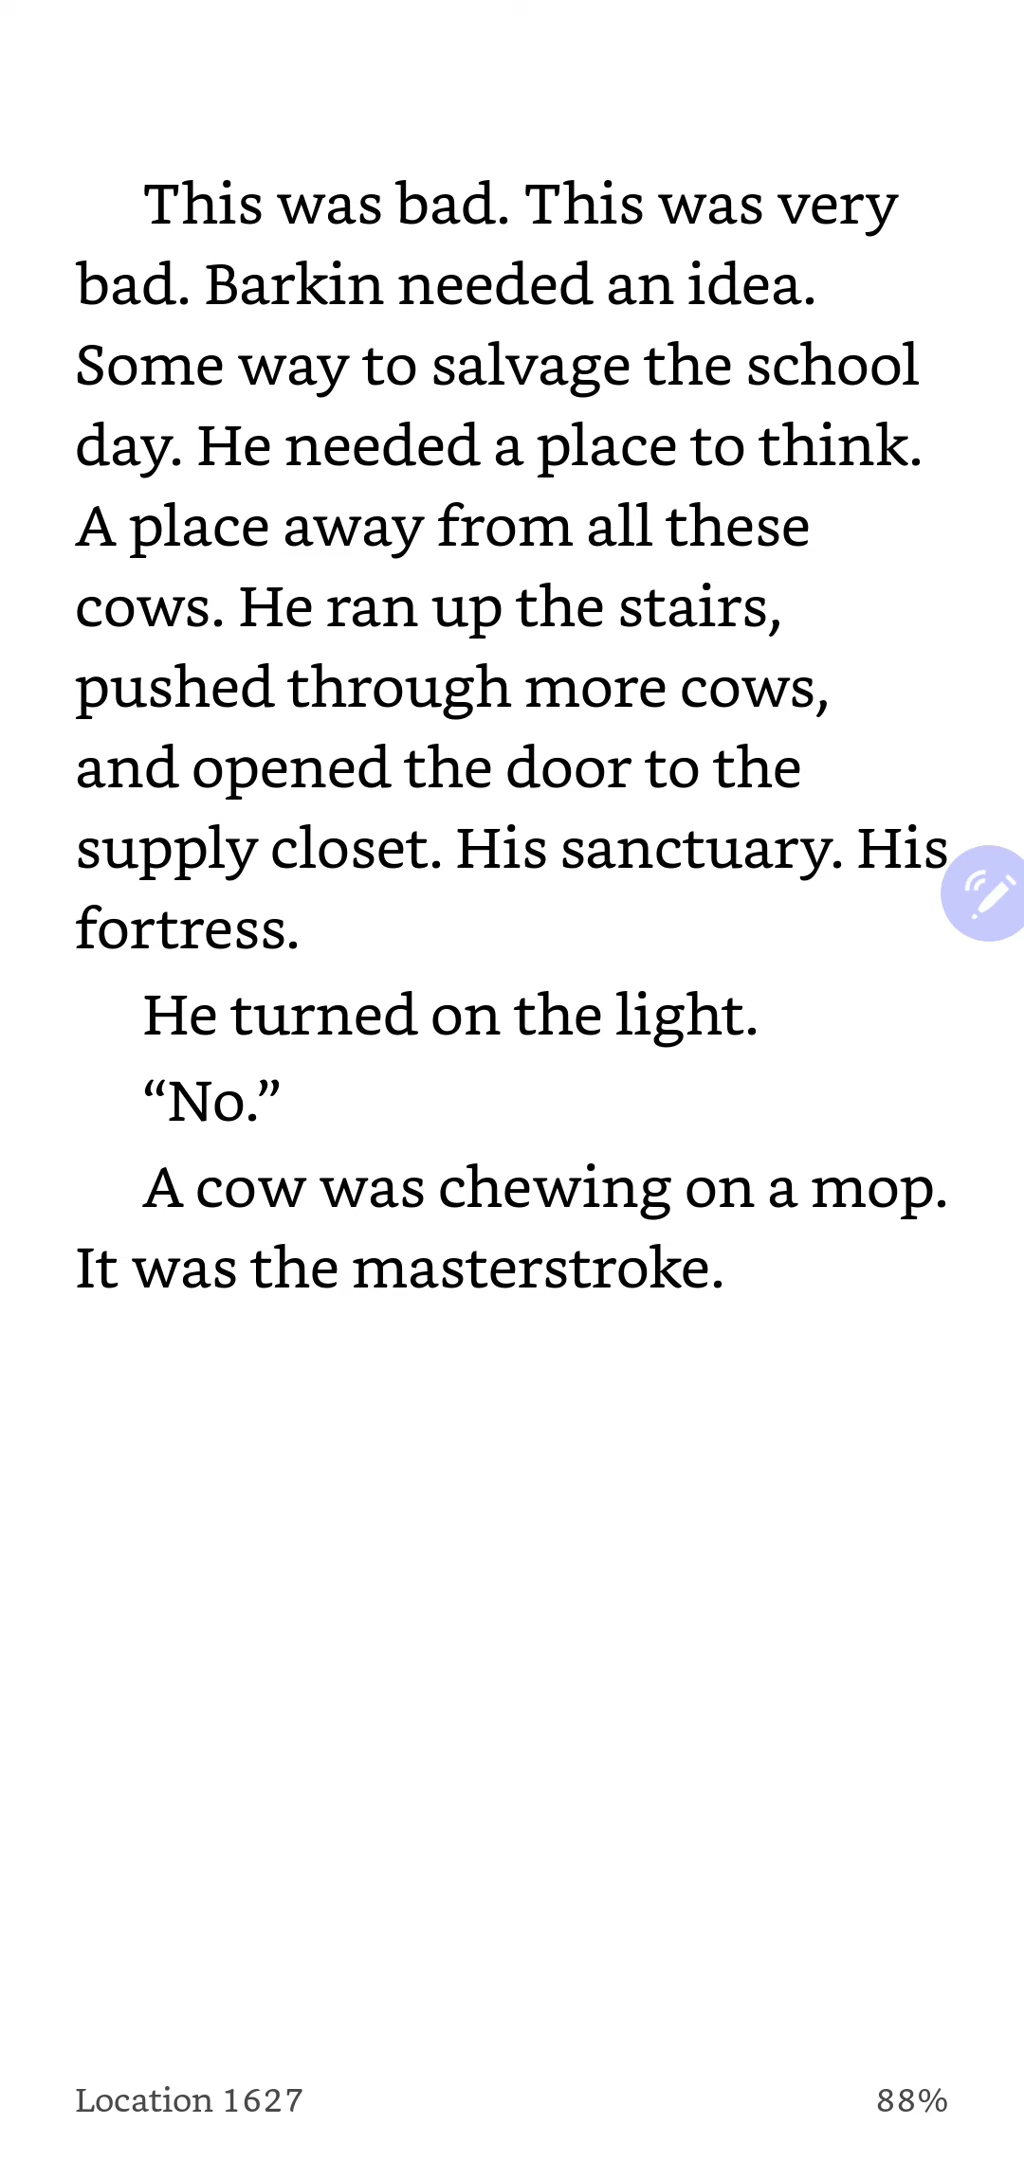 This was bad. This was very
bad. Barkin needed an idea.
Some way to salvage the school
day. He needed a place to think.
A place away from all these
cows. He ran up the stairs,
pushed through more cows,
and opened the door to the
supply closet. His sanctuary. His
fortress.
He turned on the light.
“No.”
A cow was chewing on a mop.
It was the masterstroke.
Location 1627 88%